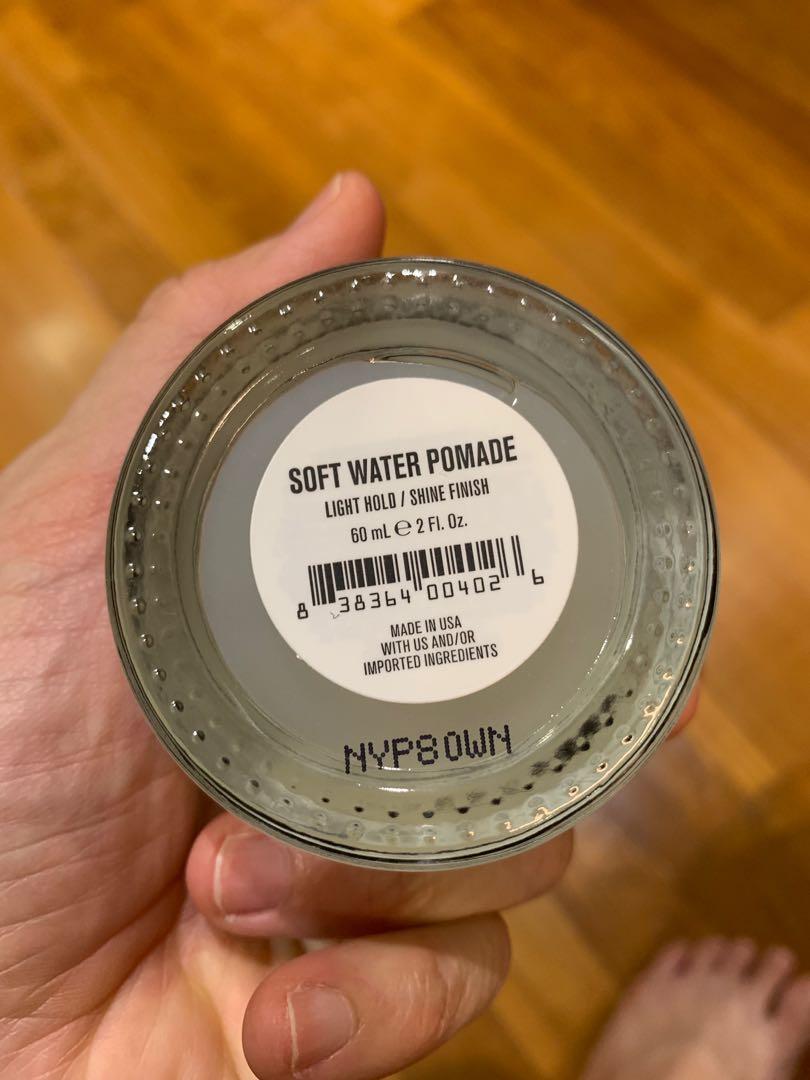 SOFT WATER POMADE
LIGHT HOLD / SHINE FINISH
60 mL ℮ 2 Fl. Oz.
8 38364 00402 6
MADE IN USA
WITH US AND/OR
IMPORTED INGREDIENTS
NYP80WN